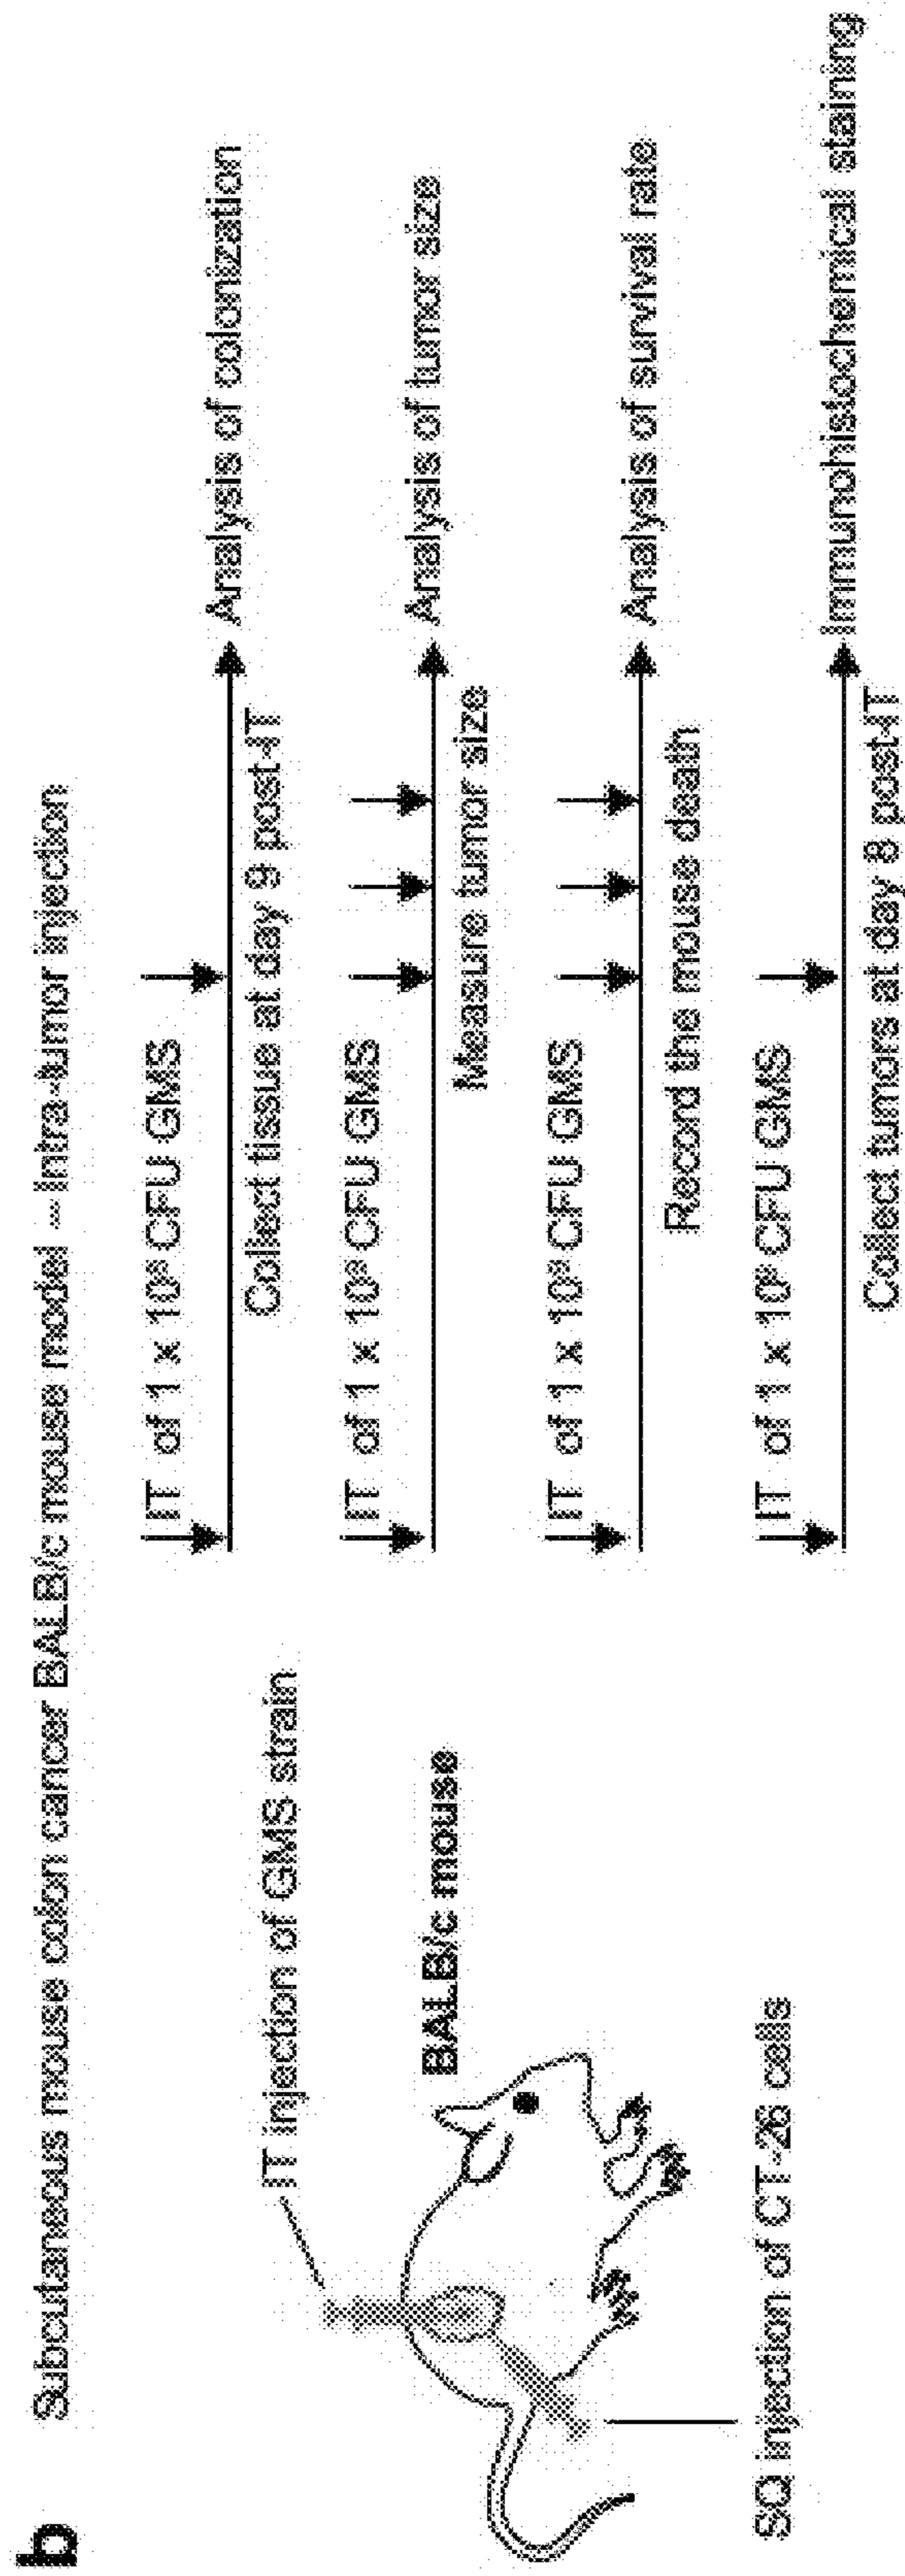 b
Subcutaneous mouse colon cancer BALB/c mouse model – intra-tumor injection
IT injection of GMS strain
BALB/c mouse
SQ injection of CT-26 cells
IT of 1 x 10⁸ CFU GMS
Collect tissue at day 9 post-IT
Analysis of colonization
IT of 1 x 10⁸ CFU GMS
Measure tumor size
Analysis of tumor size
IT of 1 x 10⁸ CFU GMS
Record the mouse death
Analysis of survival rate
IT of 1 x 10⁸ CFU GMS
Collect tumors at day 8 post-IT
Immunohistochemical staining